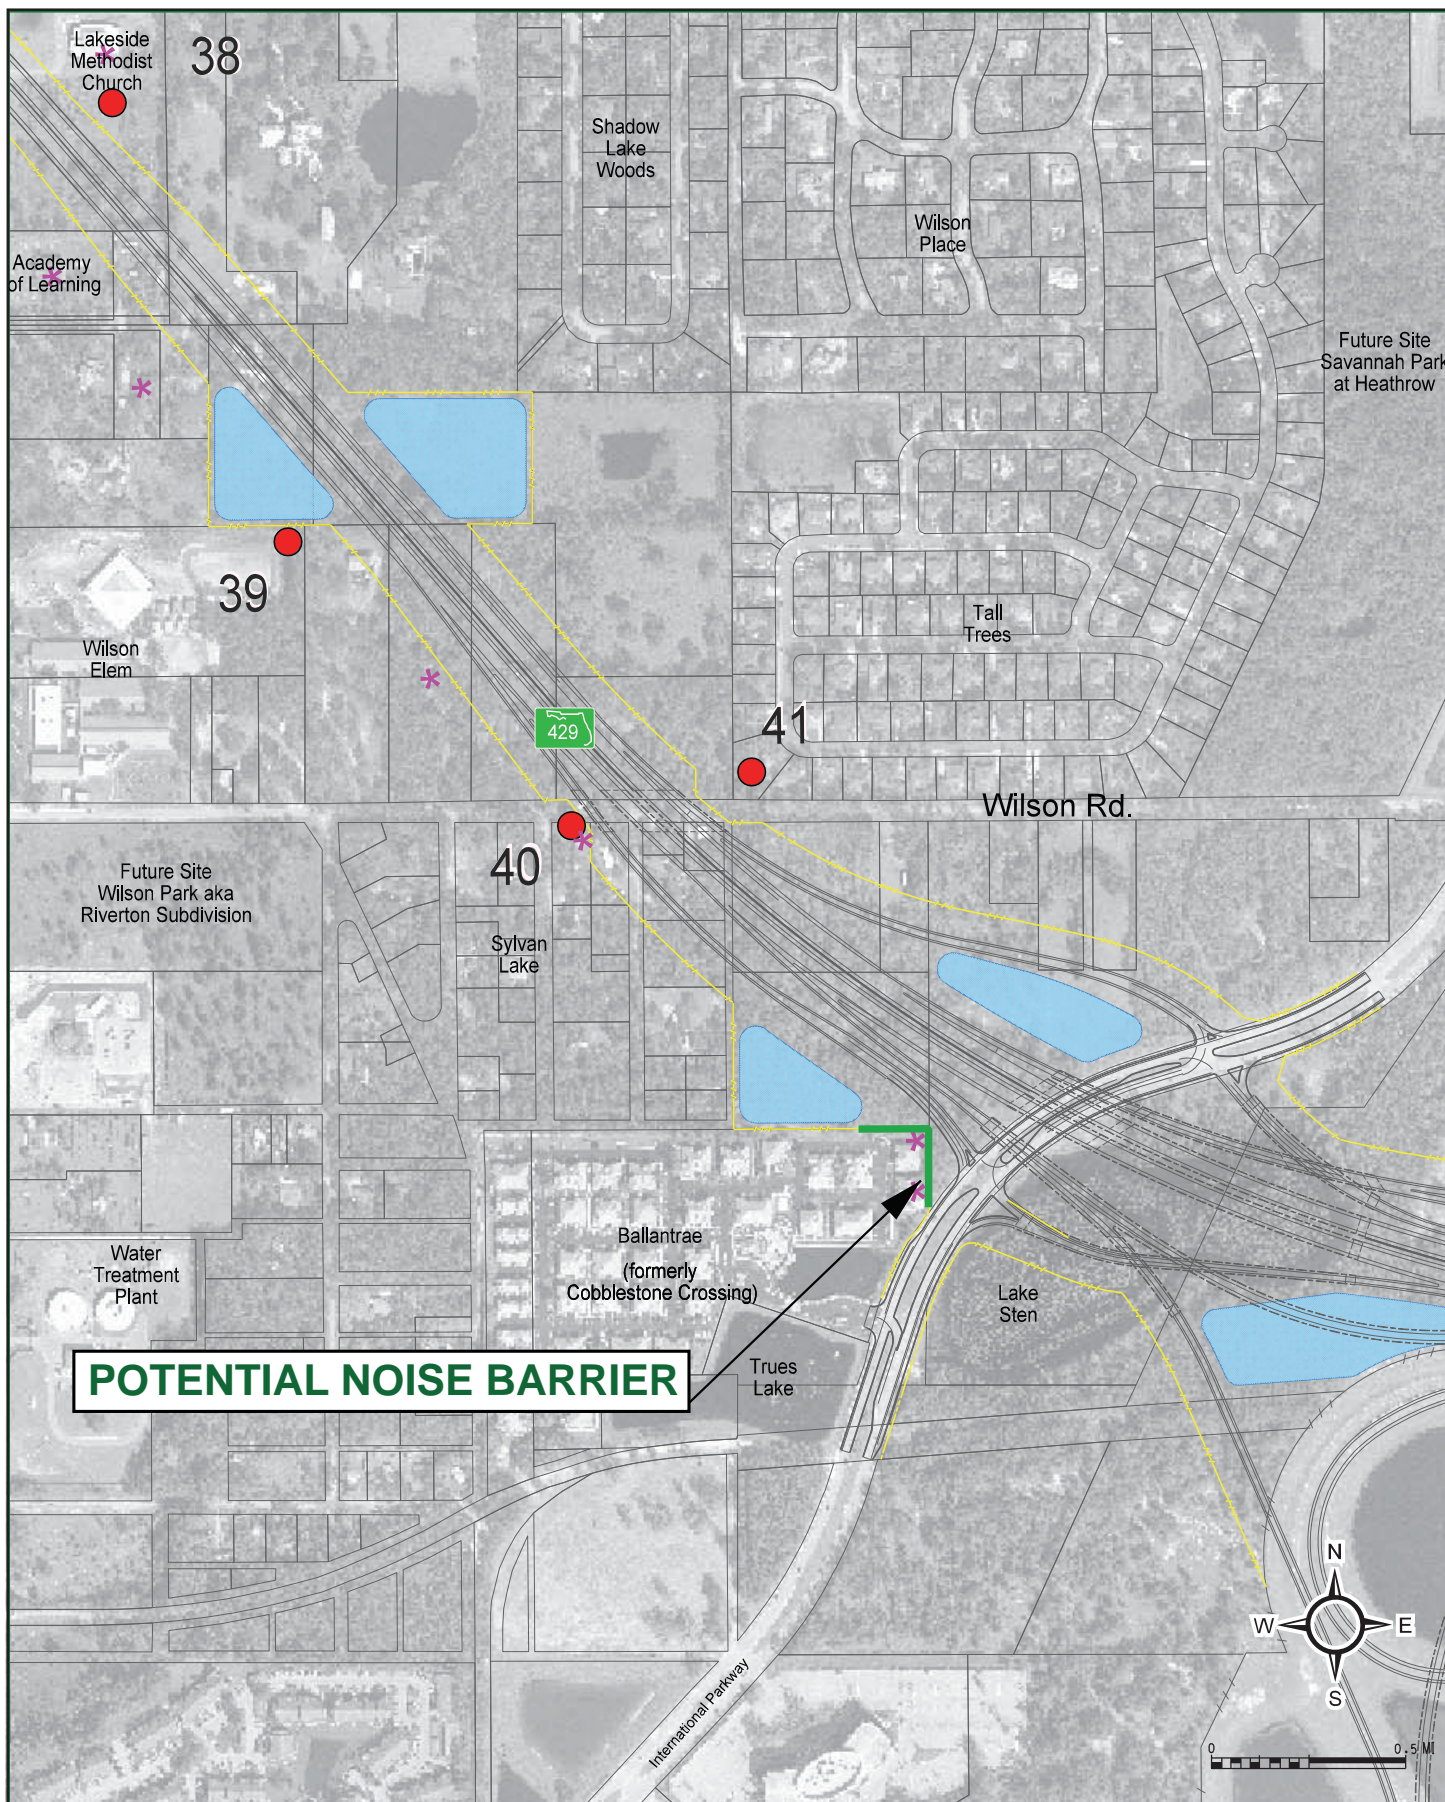 Lakeside
Methodist
Church
38
Shadow
Lake
Woods
Wilson
Place
Academy
of Learning
Future Site
Savannah Park
at Heathrow
39
Wilson
Elem
Tall
Trees
429
41
Wilson Rd.
40
Future Site
Wilson Park aka
Riverton Subdivision
Sylvan
Lake
Ballantrae
(formerly
Cobblestone Crossing)
Water
Treatment
Plant
Lake
Sten
POTENTIAL NOISE BARRIER
Trues
Lake
International Parkway
N
W
E
S
0
0.5 MI